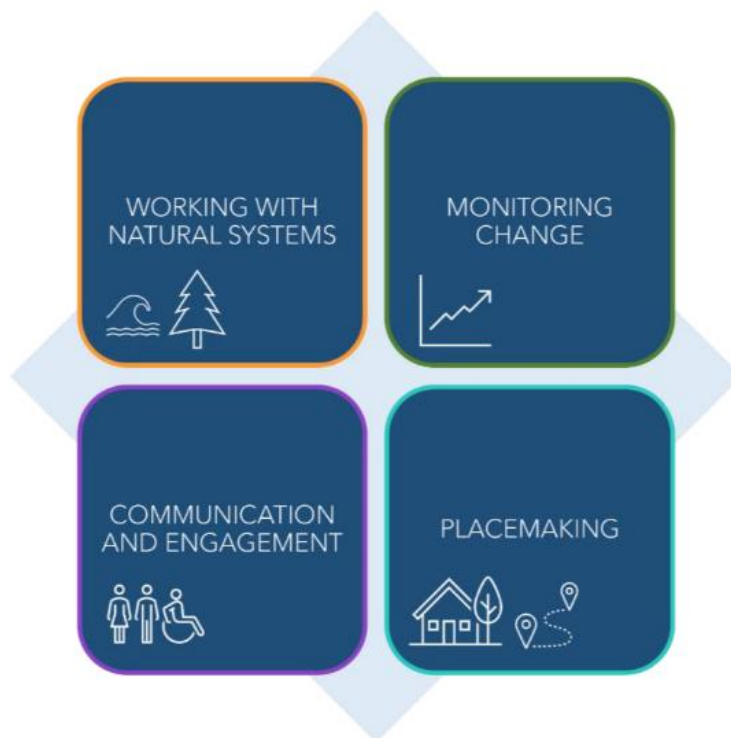 WORKING WITH
NATURAL SYSTEMS
MONITORING
CHANGE
COMMUNICATION
AND ENGAGEMENT
PLACEMAKING